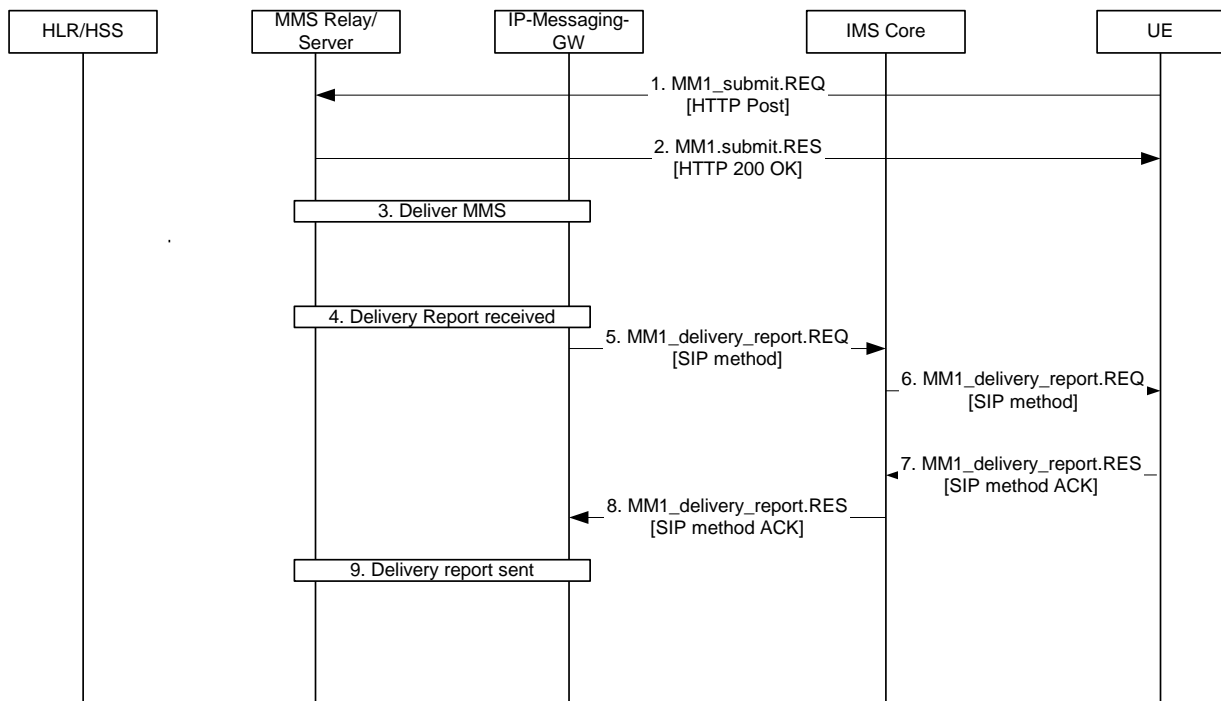 HLR/HSS
MMS Relay/
Server
IP-Messaging-
GW
IMS Core
UE
1. MM1_submit.REQ
[HTTP Post]
2. MM1.submit.RES
[HTTP 200 OK]
3. Deliver MMS
4. Delivery Report received
5. MM1_delivery_report.REQ
[SIP method]
6. MM1_delivery_report.REQ
[SIP method]
7. MM1_delivery_report.RES
[SIP method ACK]
8. MM1_delivery_report.RES
[SIP method ACK]
9. Delivery report sent